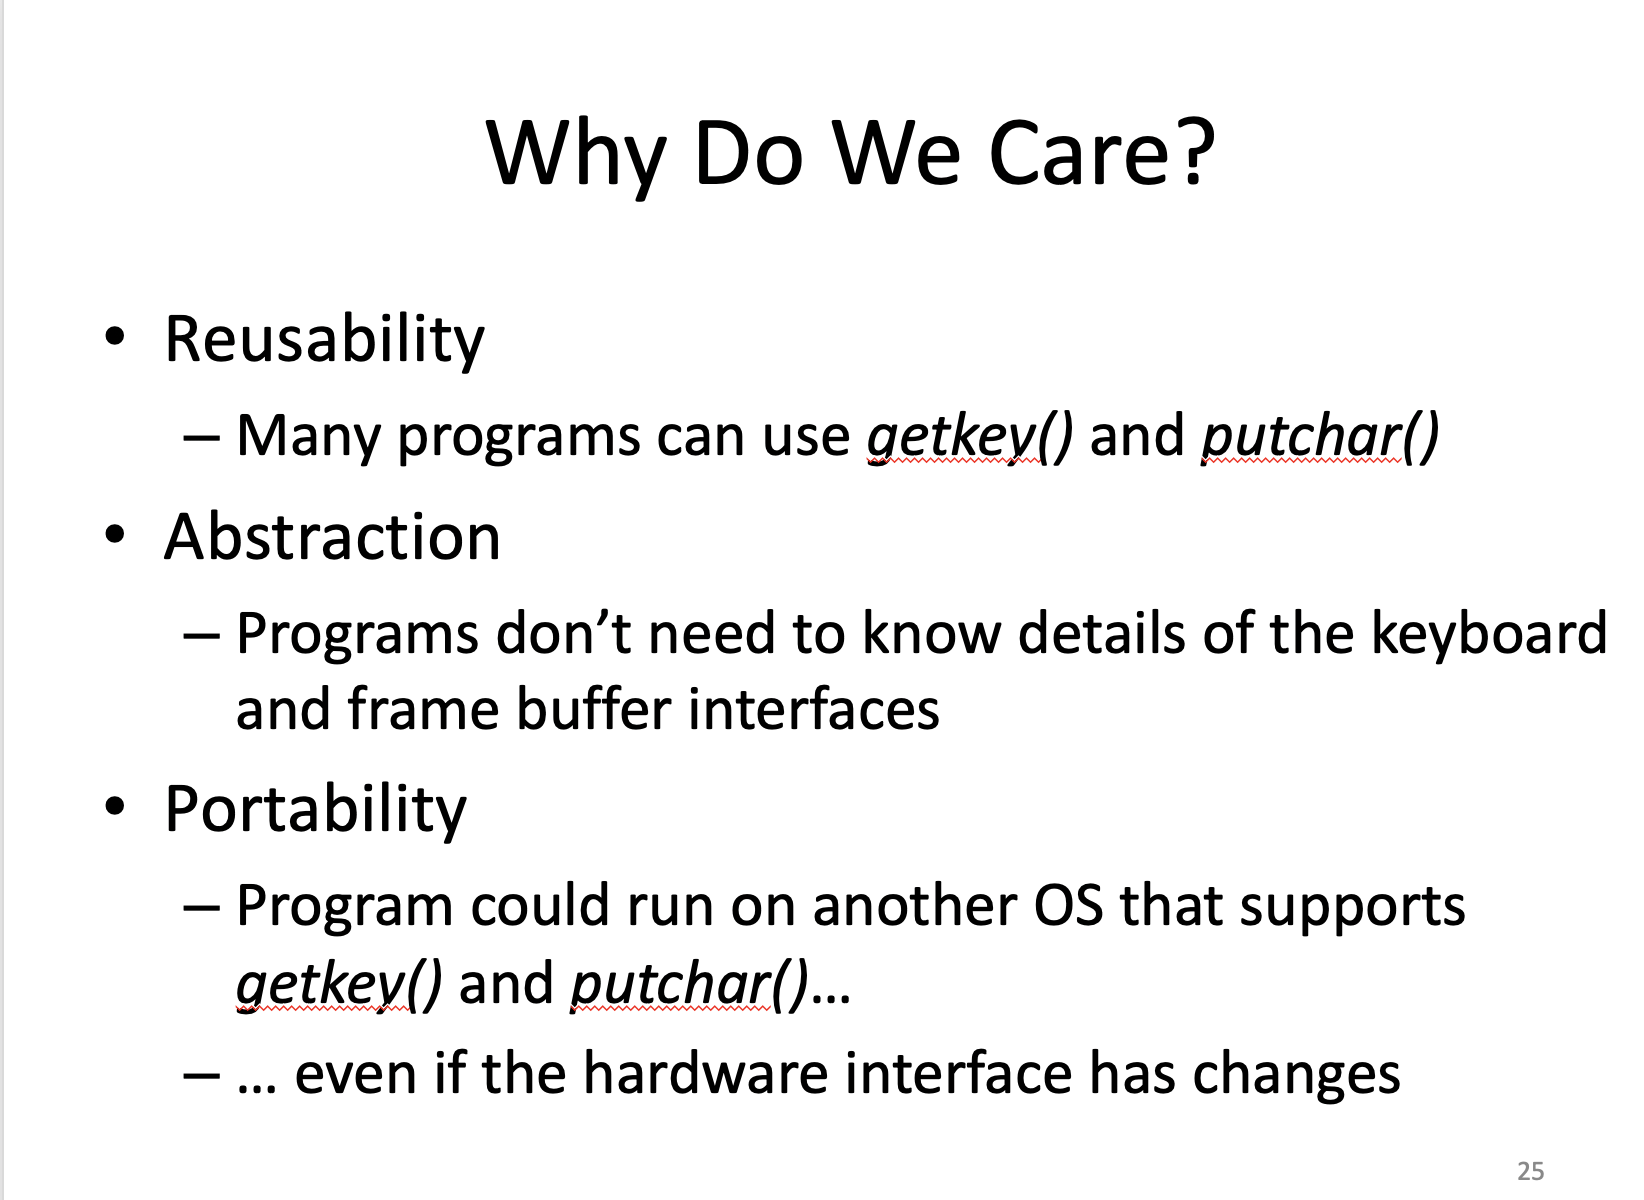 Why Do We Care?
• Reusability
– Many programs can use getkey() and putchar()
• Abstraction
– Programs don’t need to know details of the keyboard
and frame buffer interfaces
• Portability
– Program could run on another OS that supports
getkey() and putchar()…
– … even if the hardware interface has changes
25